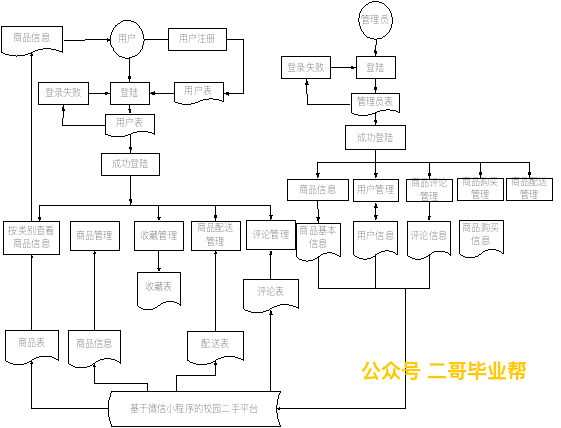 管理员
商品信息
用户
用户注册
登录失败
登陆
登录失败
登陆
用户表
管理员表
用户表
成功登陆
成功登陆
商品信息
用户管理
商品评论
管理
商品购买
管理
商品配送
管理
按类别查看
商品信息
商品管理
收藏管理
商品配送
管理
评论管理
商品基本
信息
用户信息
评论信息
商品购买
信息
收藏表
评论表
商品表
商品信息
配送表
公众号 二哥毕业帮
基于微信小程序的校园二手平台